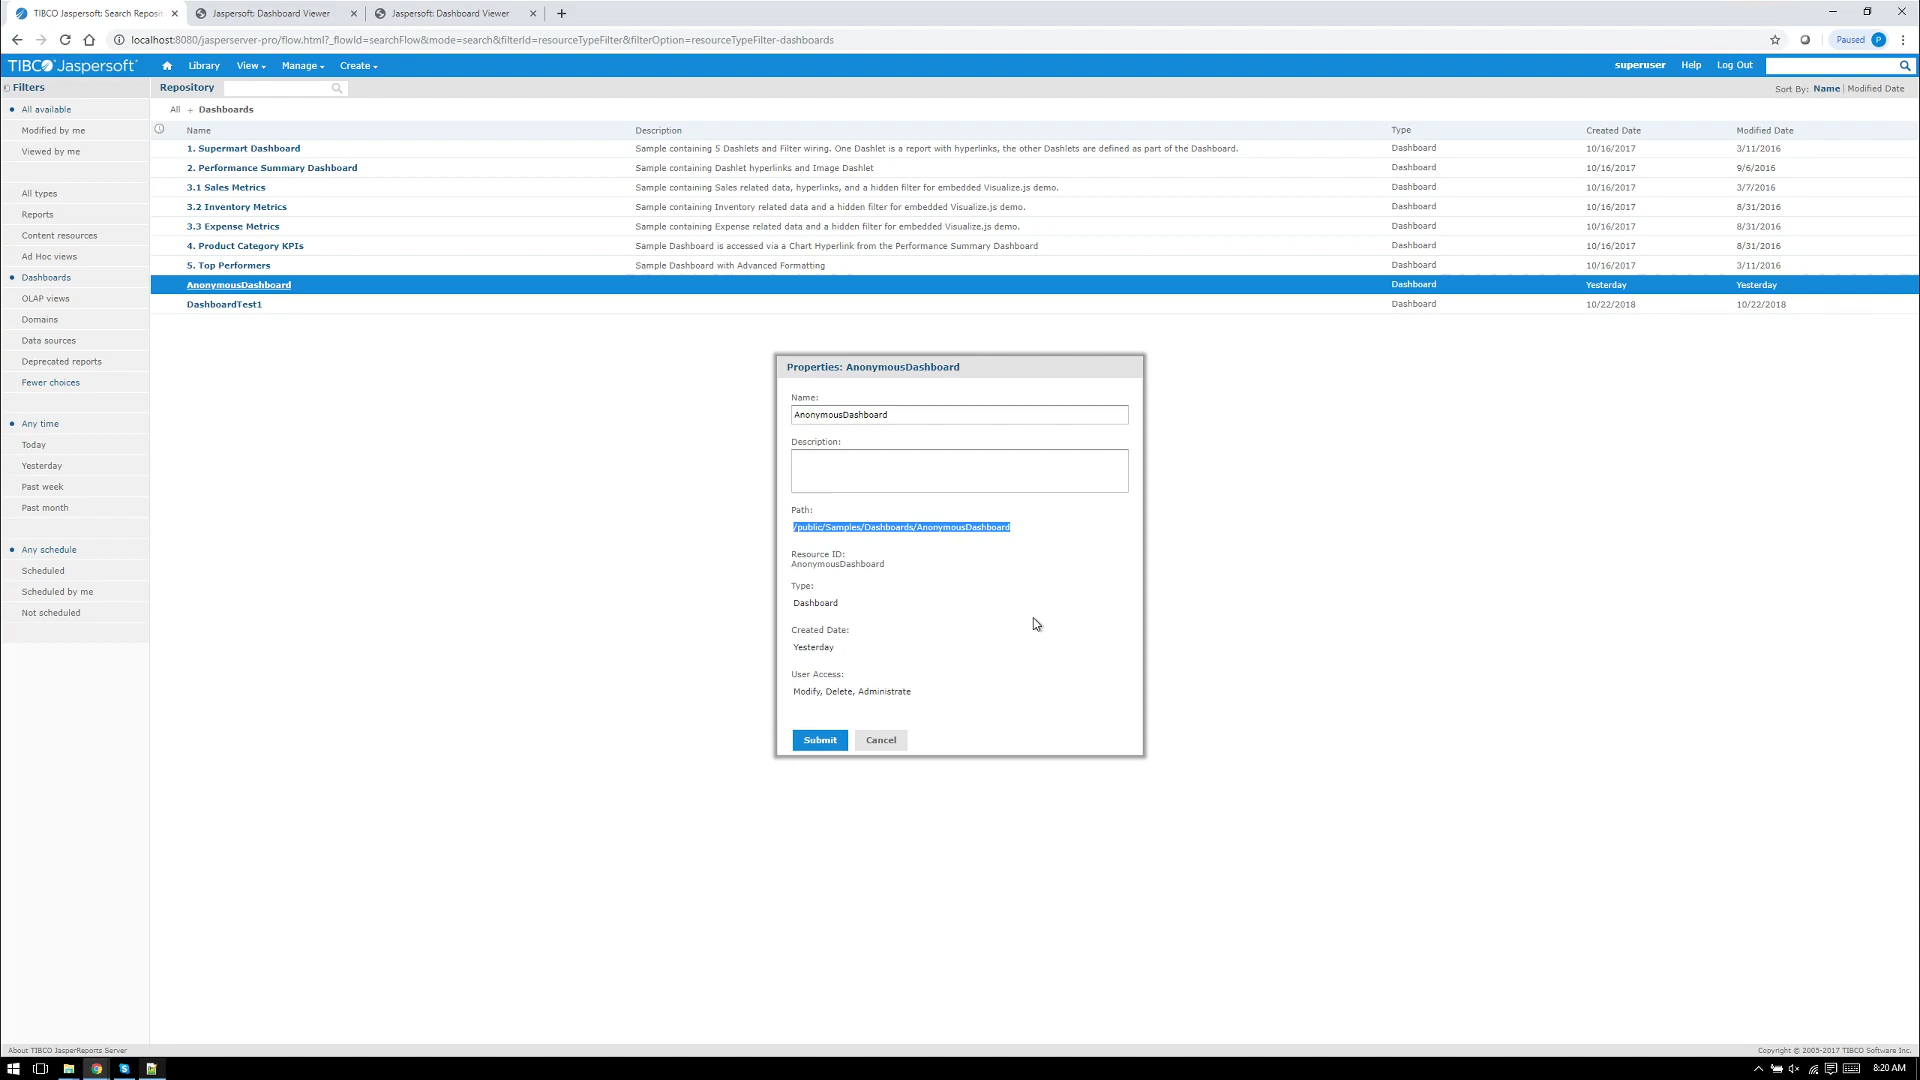 TIBCO Jaspersoft: Search Reposit
Jaspersoft: Dashboard Viewer
Jaspersoft: Dashboard Viewer
localhost:8080/jasperserver-pro/flow.html?_flowId=searchFlow&mode=search&filterId=resourceTypeFilter&filterOption=resourceTypeFilter-dashboards
Paused P
TIBCO Jaspersoft
Library View Manage Create
superuser Help Log Out
Filters
Repository
Sort By: Name | Modified Date
All available
Modified by me
Viewed by me
All types
Reports
Content resources
Ad Hoc views
Dashboards
OLAP views
Domains
Data sources
Deprecated reports
Fewer choices
Any time
Today
Yesterday
Past week
Past month
Any schedule
Scheduled
Scheduled by me
Not scheduled
All Dashboards
Name Description Type Created Date Modified Date
1. Supermart Dashboard Sample containing 5 Dashlets and Filter wiring. One Dashlet is a report with hyperlinks, the other Dashlets are defined as part of the Dashboard. Dashboard 10/16/2017 3/11/2016
2. Performance Summary Dashboard Sample containing Dashlet hyperlinks and Image Dashlet Dashboard 10/16/2017 9/6/2016
3.1 Sales Metrics Sample containing Sales related data, hyperlinks, and a hidden filter for embedded Visualize.js demo. Dashboard 10/16/2017 3/7/2016
3.2 Inventory Metrics Sample containing Inventory related data and a hidden filter for embedded Visualize.js demo. Dashboard 10/16/2017 8/31/2016
3.3 Expense Metrics Sample containing Expense related data and a hidden filter for embedded Visualize.js demo. Dashboard 10/16/2017 8/31/2016
4. Product Category KPIs Sample Dashboard is accessed via a Chart Hyperlink from the Performance Summary Dashboard Dashboard 10/16/2017 8/31/2016
5. Top Performers Sample Dashboard with Advanced Formatting Dashboard 10/16/2017 3/11/2016
AnonymousDashboard Dashboard Yesterday Yesterday
DashboardTest1 Dashboard 10/22/2018 10/22/2018
Properties: AnonymousDashboard
Name:
AnonymousDashboard
Description:
Path:
/public/Samples/Dashboards/AnonymousDashboard
Resource ID:
AnonymousDashboard
Type:
Dashboard
Created Date:
Yesterday
User Access:
Modify, Delete, Administrate
Submit Cancel
About TIBCO JasperReports Server
Copyright © 2005-2017 TIBCO Software Inc.
8:20 AM